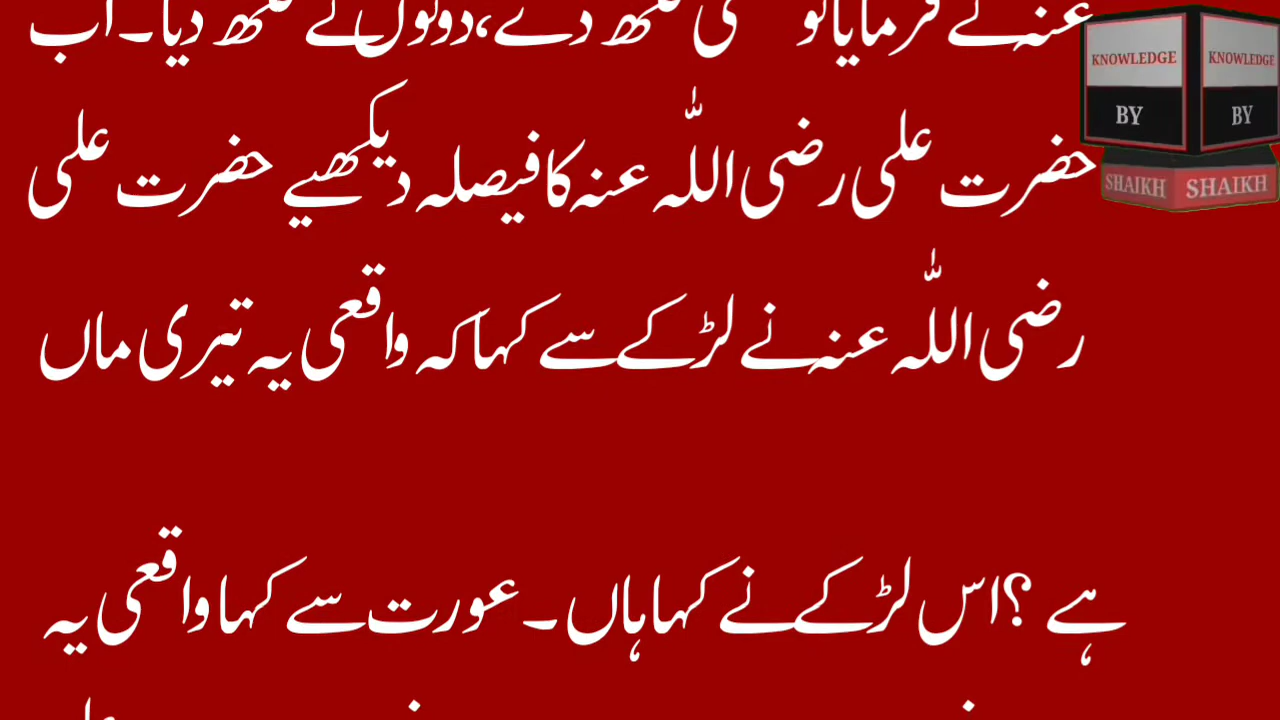 عنہ نے فرمایا تو لکھ دے،دونوں نے لکھ دیا۔اب
حضرت علی رضی اللہ عنہ کا فیصلہ دیکھیے حضرت علی
رضی اللہ عنہ نے لڑکے سے کہا کہ واقعی یہ تیری ماں
ہے ؟اس لڑکے نے کہا ہاں۔عورت سے کہا واقعی یہ
KNOWLEDGE BY SHAIKH
KNOWLEDGE BY SHAIKH